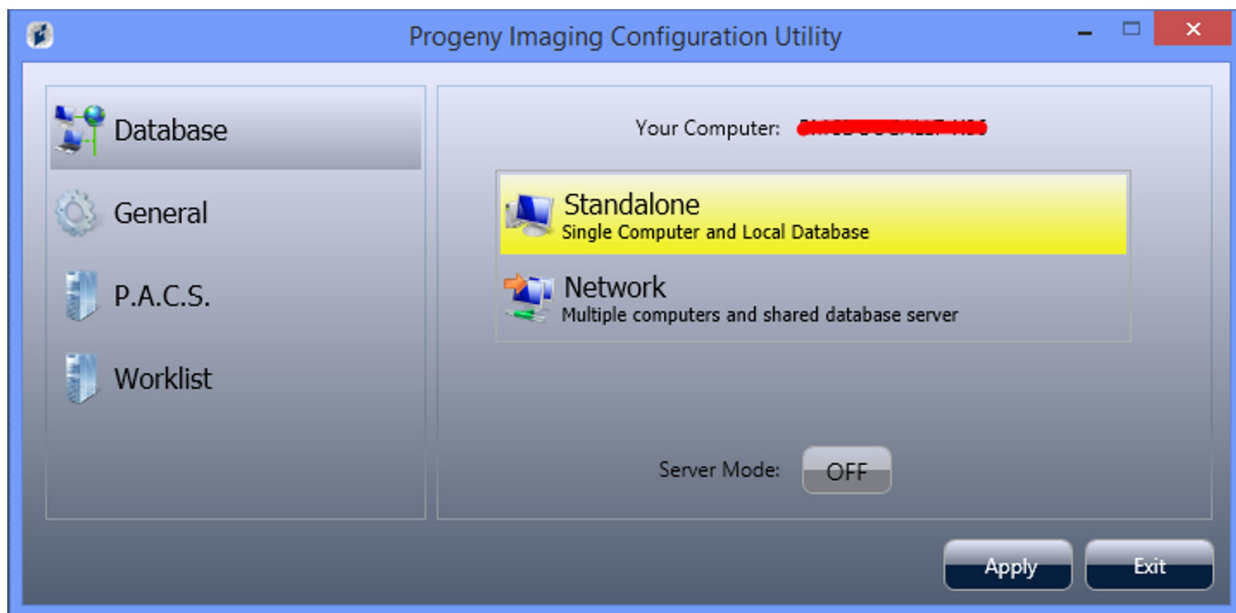 Progeny Imaging Configuration Utility
Database
General
P.A.C.S.
Worklist
Your Computer:
Standalone
Single Computer and Local Database
Network
Multiple computers and shared database server
Server Mode: OFF
Apply Exit